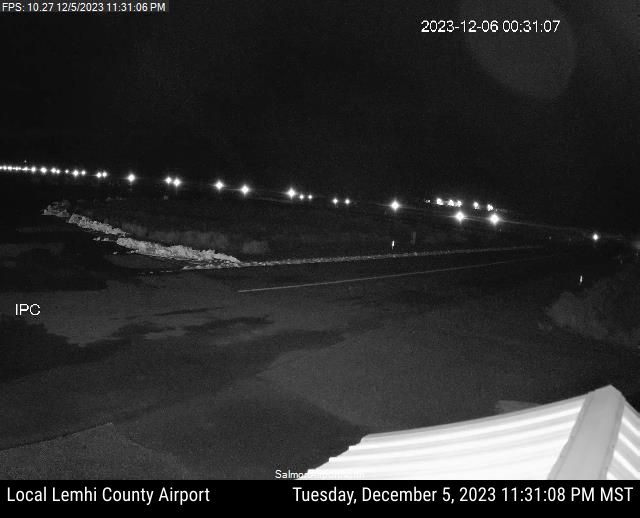 FPS: 10.27 12/5/2023 11:31:06 PM
2023-12-06 00:31:07
IPC
Local Lemhi County Airport
Tuesday, December 5, 2023 11:31:08 PM MST